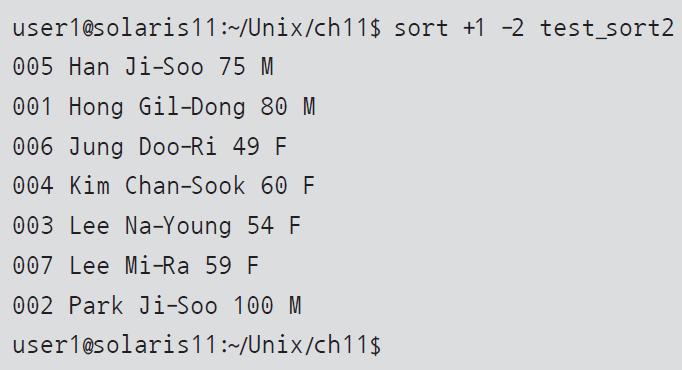 user1@solaris11:~/Unix/ch11$ sort +1 -2 test_sort2
005 Han Ji-Soo 75 M
001 Hong Gil-Dong 80 M
006 Jung Doo-Ri 49 F
004 Kim Chan-Sook 60 F
003 Lee Na-Young 54 F
007 Lee Mi-Ra 59 F
002 Park Ji-Soo 100 M
user1@solaris11:~/Unix/ch11$